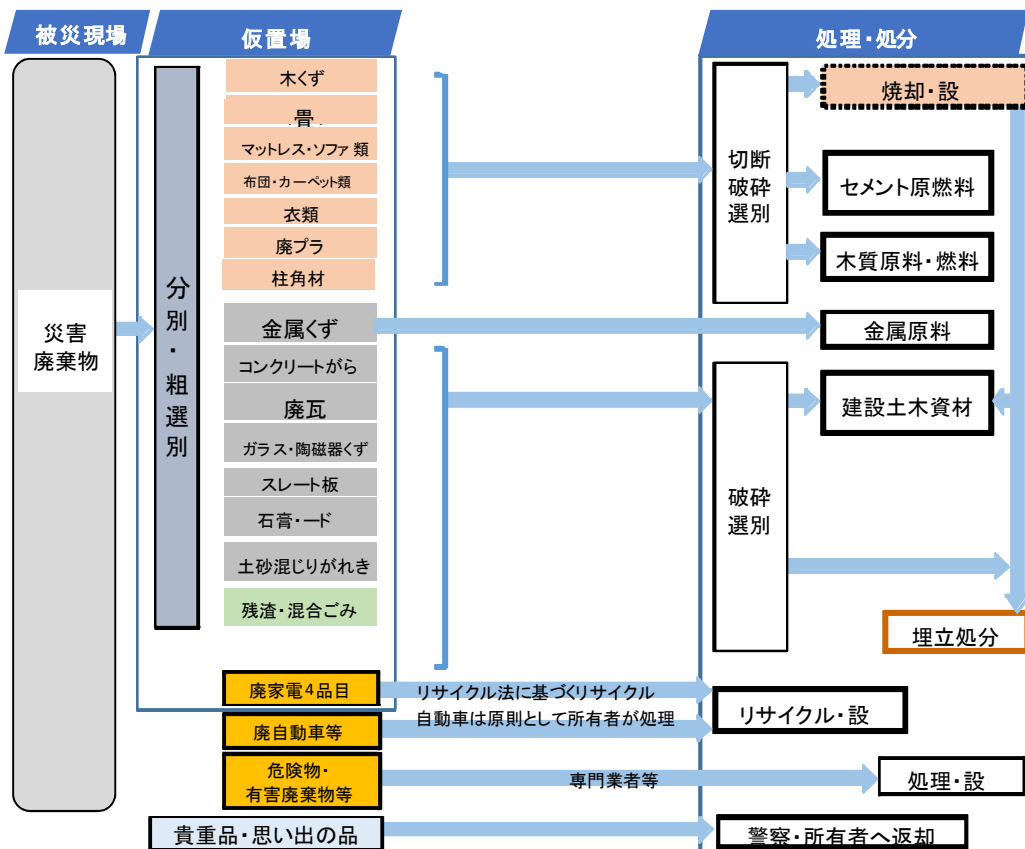 被災現場
仮置場
処理・処分
災害
廃棄物
分別・粗選別
木くず
畳
マットレス・ソファ類
布団・カーペット類
衣類
廃プラ
柱角材
金属くず
コンクリートがら
廃瓦
ガラス・陶磁器くず
スレート板
石膏・ード
土砂混じりがれき
残渣・混合ごみ
廃家電4品目
廃自動車等
危険物・
有害廃棄物等
貴重品・思い出の品
リサイクル法に基づくリサイクル
自動車は原則として所有者が処理
専門業者等
切断
破砕
選別
焼却・設
セメント原燃料
木質原料・燃料
金属原料
破砕
選別
建設土木資材
埋立処分
リサイクル・設
処理・設
警察・所有者へ返却